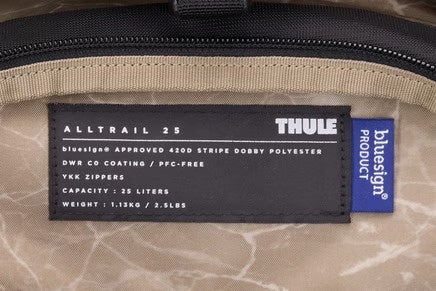 ALLTRAIL 25
THULE
bluesign® APPROVED 420D STRIPE DOBBY POLYESTER
DWR C0 COATING / PFC-FREE
YKK ZIPPERS
CAPACITY : 25 LITERS
WEIGHT : 1.13KG / 2.5LBS
bluesign®
PRODUCT